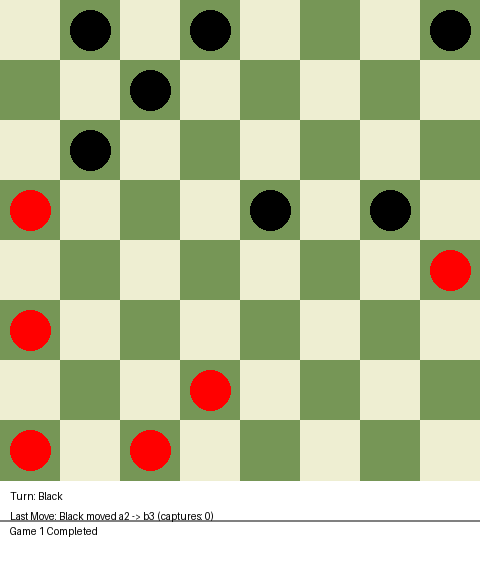 Turn: Black
Last Move: Black moved a2 -> b3 (captures: 0)
Game 1 Completed